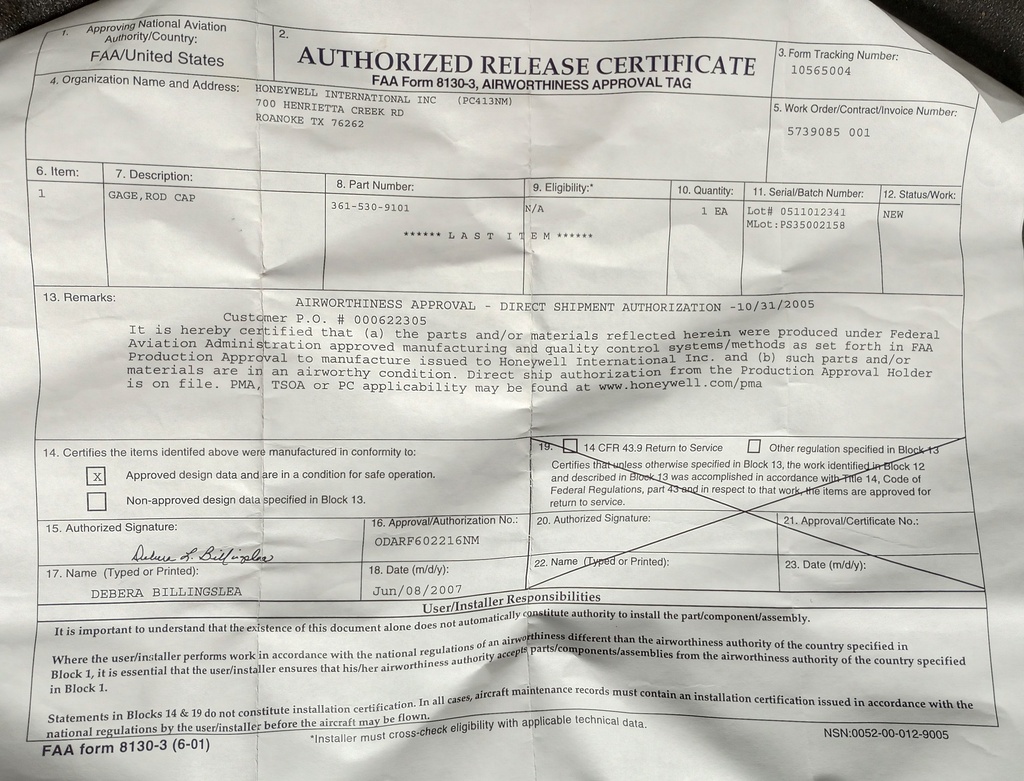 1. Approving National Aviation
Authority/Country:
FAA/United States
2.
AUTHORIZED RELEASE CERTIFICATE
FAA Form 8130-3, AIRWORTHINESS APPROVAL TAG
3. Form Tracking Number:
10565004
4. Organization Name and Address:
HONEYWELL INTERNATIONAL INC (PC413NM)
700 HENRIETTA CREEK RD
ROANOKE TX 76262
5. Work Order/Contract/Invoice Number:
5739085 001
6. Item:
7. Description:
8. Part Number:
9. Eligibility:*
10. Quantity:
11. Serial/Batch Number:
12. Status/Work:
1
GAGE,ROD CAP
361-530-9101
N/A
1 EA
Lot# 0511012341
MLot:PS35002158
NEW
****** L A S T I T E M ******
13. Remarks:
AIRWORTHINESS APPROVAL - DIRECT SHIPMENT AUTHORIZATION -10/31/2005
Customer P.O. # 000622305
It is hereby certified that (a) the parts and/or materials reflected herein were produced under Federal
Aviation Administration approved manufacturing and quality control systems/methods as set forth in FAA
Production Approval to manufacture issued to Honeywell International Inc. and (b) such parts and/or
materials are in an airworthy condition. Direct ship authorization from the Production Approval Holder
is on file. PMA, TSOA or PC applicability may be found at www.honeywell.com/pma
14. Certifies the items identifed above were manufactured in conformity to:
X Approved design data and are in a condition for safe operation.
Non-approved design data specified in Block 13.
19. 14 CFR 43.9 Return to Service Other regulation specified in Block 13
Certifies that unless otherwise specified in Block 13, the work identified in Block 12
and described in Block 13 was accomplished in accordance with Title 14, Code of
Federal Regulations, part 43 and in respect to that work, the items are approved for
return to service.
15. Authorized Signature:
Debera L. Billingslea
16. Approval/Authorization No.:
ODARF602216NM
20. Authorized Signature:
21. Approval/Certificate No.:
17. Name (Typed or Printed):
DEBERA BILLINGSLEA
18. Date (m/d/y):
Jun/08/2007
22. Name (Typed or Printed):
23. Date (m/d/y):
User/Installer Responsibilities
It is important to understand that the existence of this document alone does not automatically constitute authority to install the part/component/assembly.
Where the user/installer performs work in accordance with the national regulations of an airworthiness different than the airworthiness authority of the country specified in
Block 1, it is essential that the user/installer ensures that his/her airworthiness authority accepts parts/components/assemblies from the airworthiness authority of the country specified
in Block 1.
Statements in Blocks 14 & 19 do not constitute installation certification. In all cases, aircraft maintenance records must contain an installation certification issued in accordance with the
national regulations by the user/installer before the aircraft may be flown.
FAA form 8130-3 (6-01)
*Installer must cross-check eligibility with applicable technical data.
NSN:0052-00-012-9005